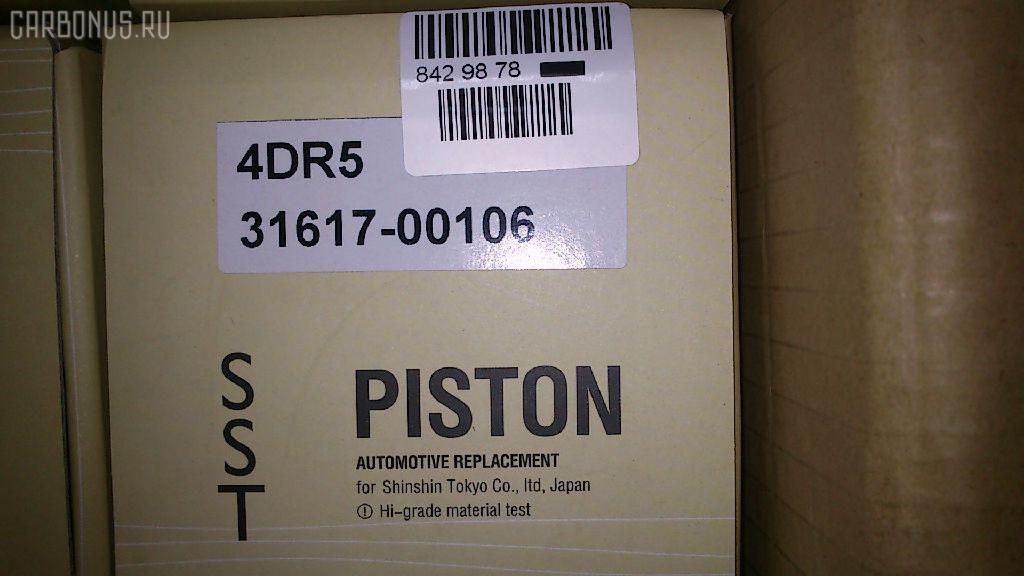 CARBONUS.RU
842 98 78
4DR5
31617-00106
SST
PISTON
AUTOMOTIVE REPLACEMENT
for Shinshin Tokyo Co., ltd, Japan
! Hi-grade material test